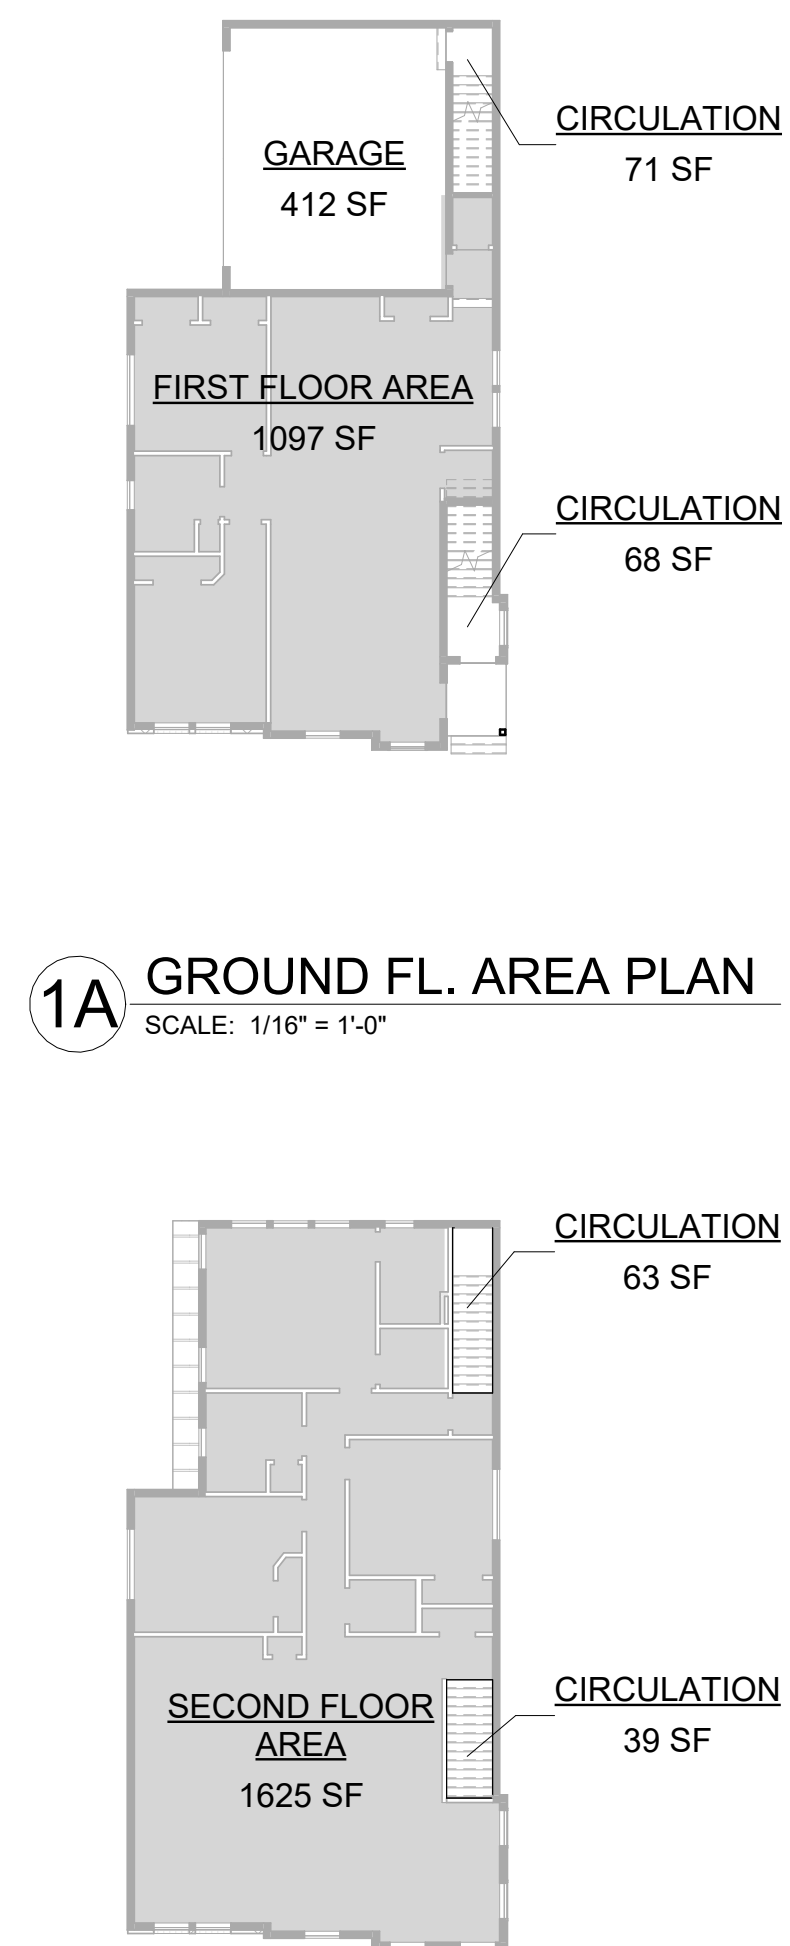 CIRCULATION
71 SF
GARAGE
412 SF
FIRST FLOOR AREA
1097 SF
CIRCULATION
68 SF
1A
GROUND FL. AREA PLAN
SCALE: 1/16" = 1'-0"
CIRCULATION
63 SF
CIRCULATION
39 SF
SECOND FLOOR
AREA
1625 SF